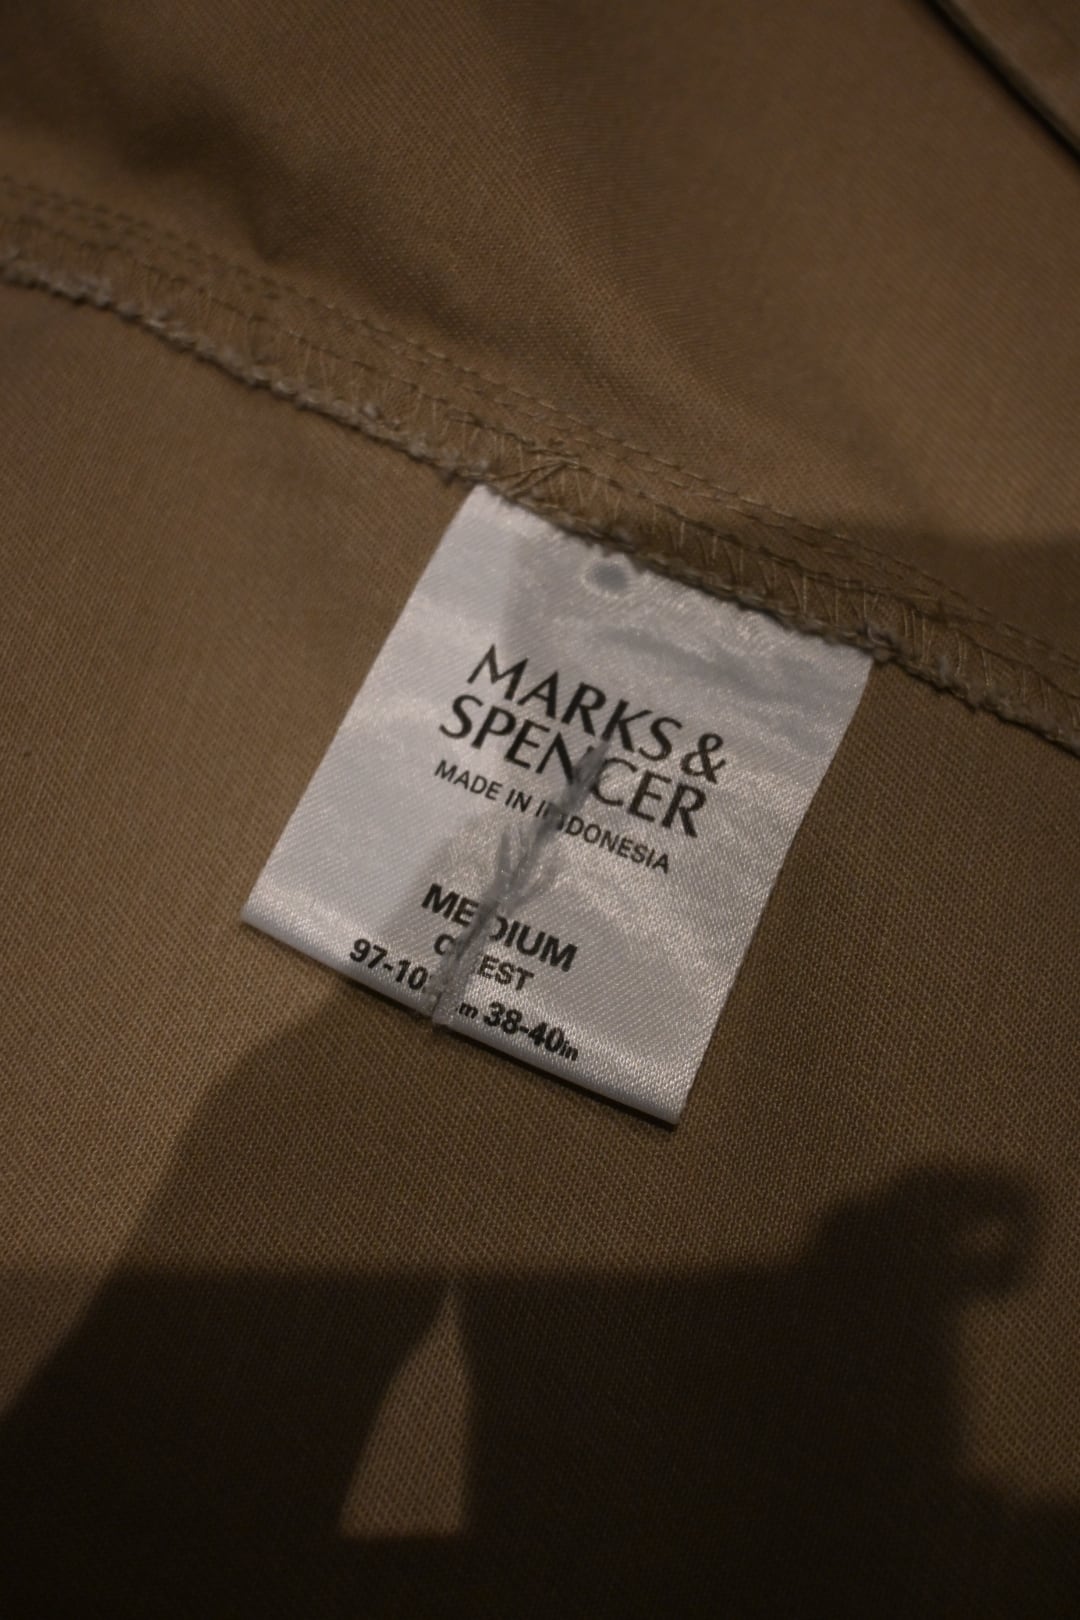 MARKS &
SPENCER
MADE IN INDONESIA
MEDIUM
CHEST
38-40in